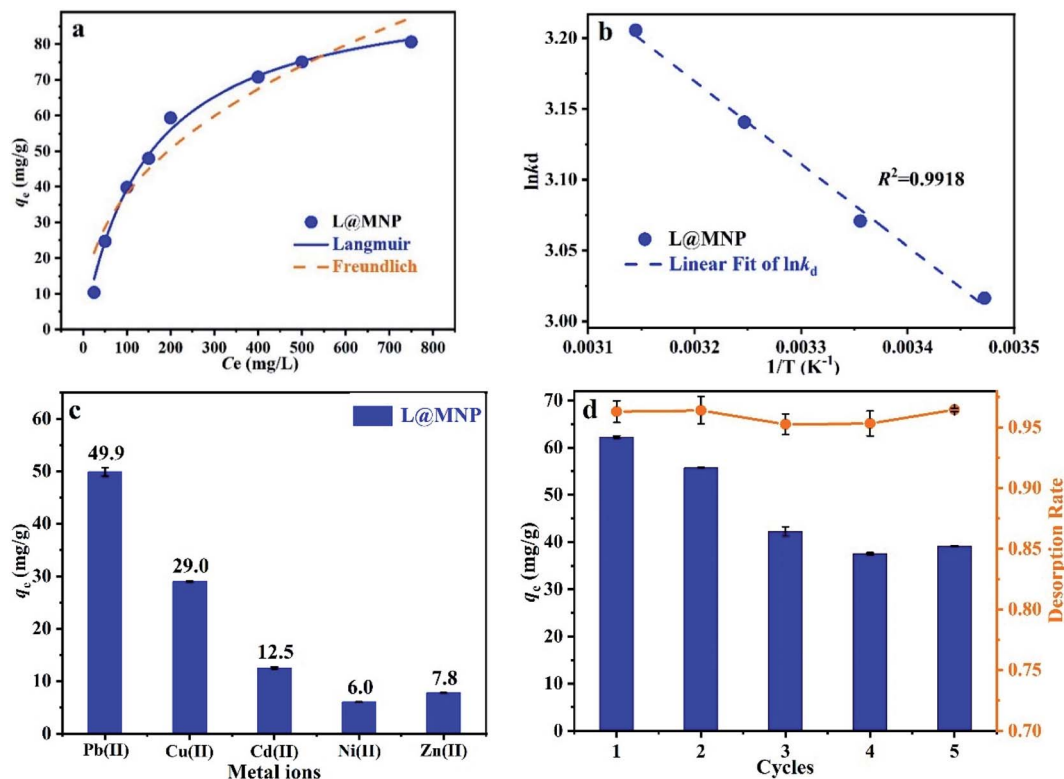 a
80
70
60
50
40
30
20
10
0
qe (mg/g)
L@MNP
Langmuir
Freundlich
0 100 200 300 400 500 600 700 800
Ce (mg/L)
b
3.20
3.15
3.10
3.05
3.00
lnkd
R²=0.9918
L@MNP
Linear Fit of lnkd
0.0031 0.0032 0.0033 0.0034 0.0035
1/T (K⁻¹)
c
60
50
40
30
20
10
0
qe (mg/g)
L@MNP
49.9
29.0
12.5
6.0
7.8
Pb(II) Cu(II) Cd(II) Ni(II) Zn(II)
Metal ions
d
70
60
50
40
30
20
10
0
qe (mg/g)
0.95
0.90
0.85
0.80
0.75
0.70
Desorption Rate
1 2 3 4 5
Cycles